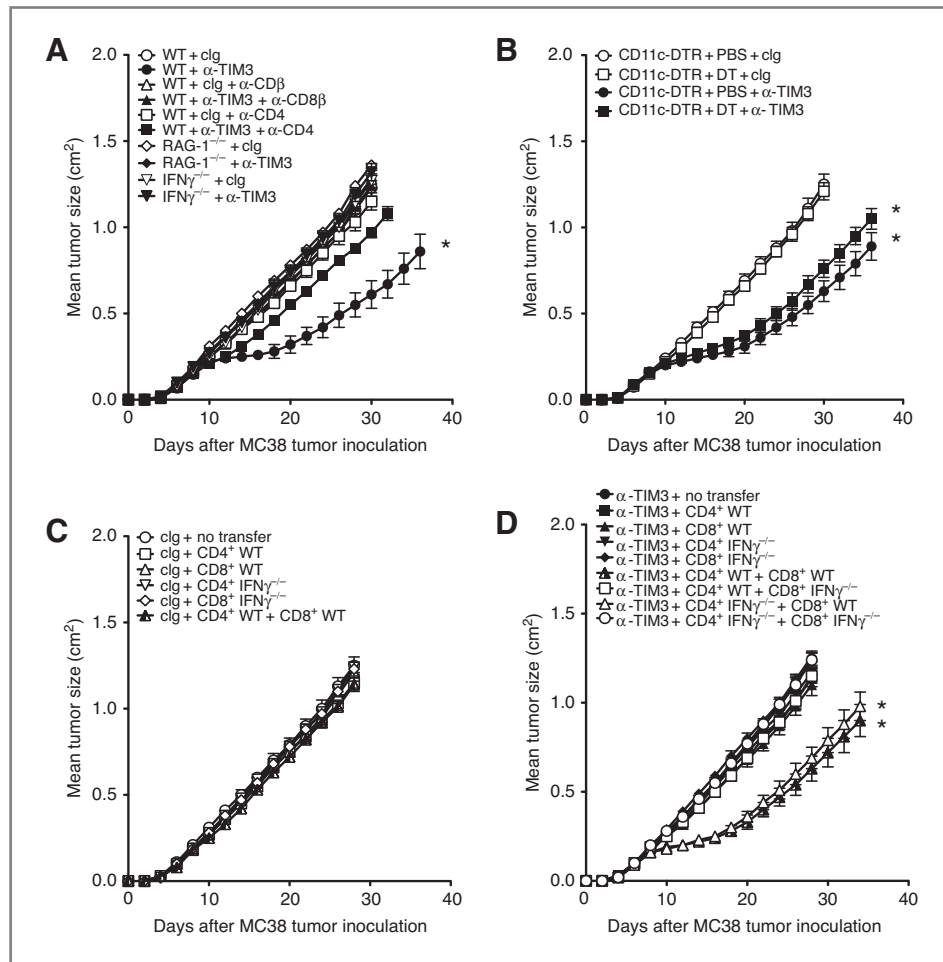 A
2.0
1.5
1.0
0.5
0.0
Mean tumor size (cm²)
WT + cIg
WT + α-TIM3
WT + cIg + α-CDβ
WT + α-TIM3 + α-CD8β
WT + cIg + α-CD4
WT + α-TIM3 + α-CD4
RAG-1⁻/⁻ + cIg
RAG-1⁻/⁻ + α-TIM3
IFNγ⁻/⁻ + cIg
IFNγ⁻/⁻ + α-TIM3
*
0 10 20 30 40
Days after MC38 tumor inoculation
B
2.0
1.5
1.0
0.5
0.0
Mean tumor size (cm²)
CD11c-DTR + PBS + cIg
CD11c-DTR + DT + cIg
CD11c-DTR + PBS + α-TIM3
CD11c-DTR + DT + α-TIM3
*
*
0 10 20 30 40
Days after MC38 tumor inoculation
C
2.0
1.5
1.0
0.5
0.0
Mean tumor size (cm²)
cIg + no transfer
cIg + CD4⁺ WT
cIg + CD8⁺ WT
cIg + CD4⁺ IFNγ⁻/⁻
cIg + CD8⁺ IFNγ⁻/⁻
cIg + CD4⁺ WT + CD8⁺ WT
0 10 20 30 40
Days after MC38 tumor inoculation
D
2.0
1.5
1.0
0.5
0.0
Mean tumor size (cm²)
α-TIM3 + no transfer
α-TIM3 + CD4⁺ WT
α-TIM3 + CD8⁺ WT
α-TIM3 + CD4⁺ IFNγ⁻/⁻
α-TIM3 + CD8⁺ IFNγ⁻/⁻
α-TIM3 + CD4⁺ WT + CD8⁺ WT
α-TIM3 + CD4⁺ WT + CD8⁺ IFNγ⁻/⁻
α-TIM3 + CD4⁺ IFNγ⁻/⁻ + CD8⁺ WT
α-TIM3 + CD4⁺ IFNγ⁻/⁻ + CD8⁺ IFNγ⁻/⁻
*
*
0 10 20 30 40
Days after MC38 tumor inoculation